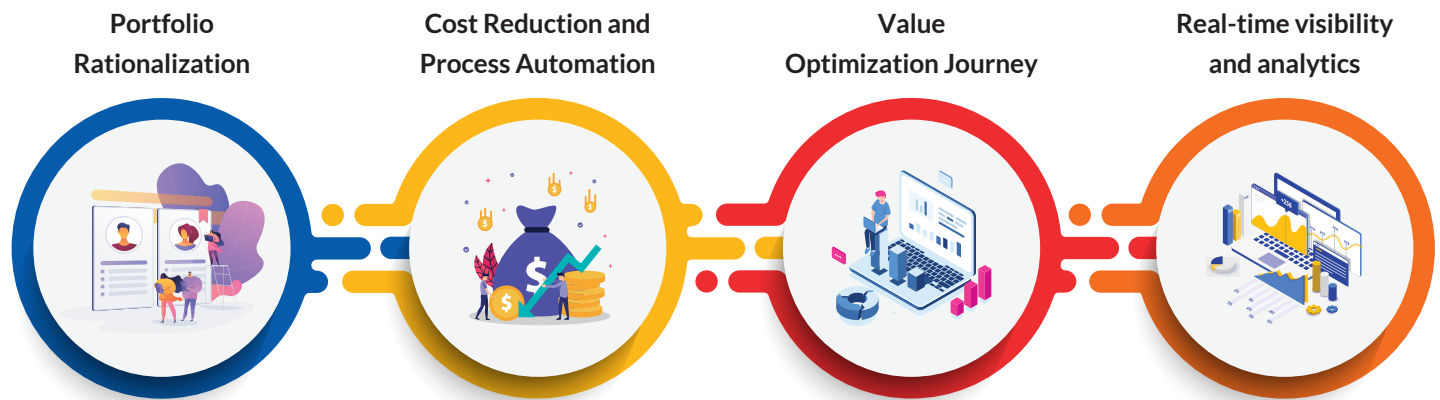 Portfolio
Rationalization
Cost Reduction and
Process Automation
Value
Optimization Journey
Real-time visibility
and analytics
$
$
$
$
$